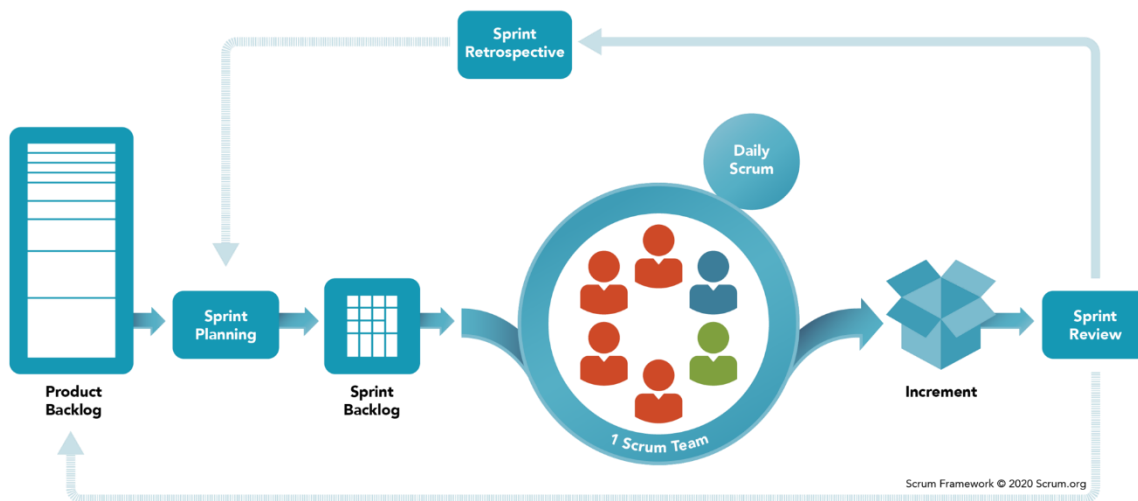 Sprint
Retrospective
Daily
Scrum
Sprint
Planning
Sprint
Review
Product
Backlog
Sprint
Backlog
1 Scrum Team
Increment
Scrum Framework © 2020 Scrum.org